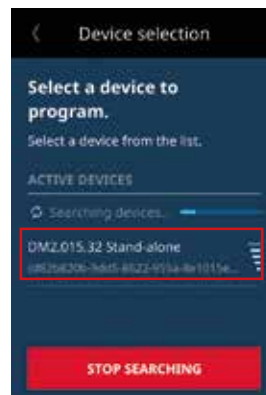 Device selection
Select a device to
program.
Select a device from the list.
ACTIVE DEVICES
Searching devices...
DM2.015.32 Stand-alone
STOP SEARCHING